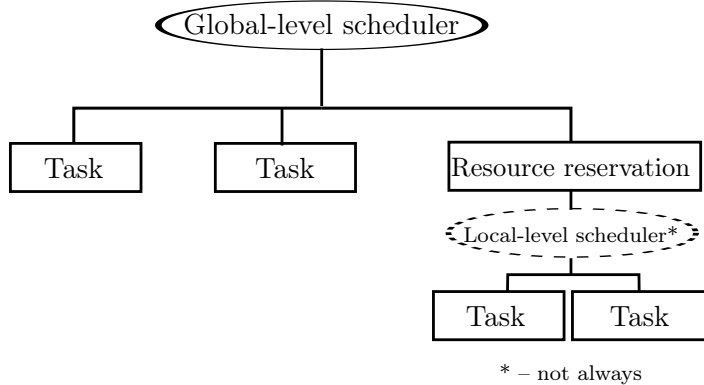 Global-level scheduler
Task
Task
Resource reservation
Local-level scheduler*
Task
Task
* – not always